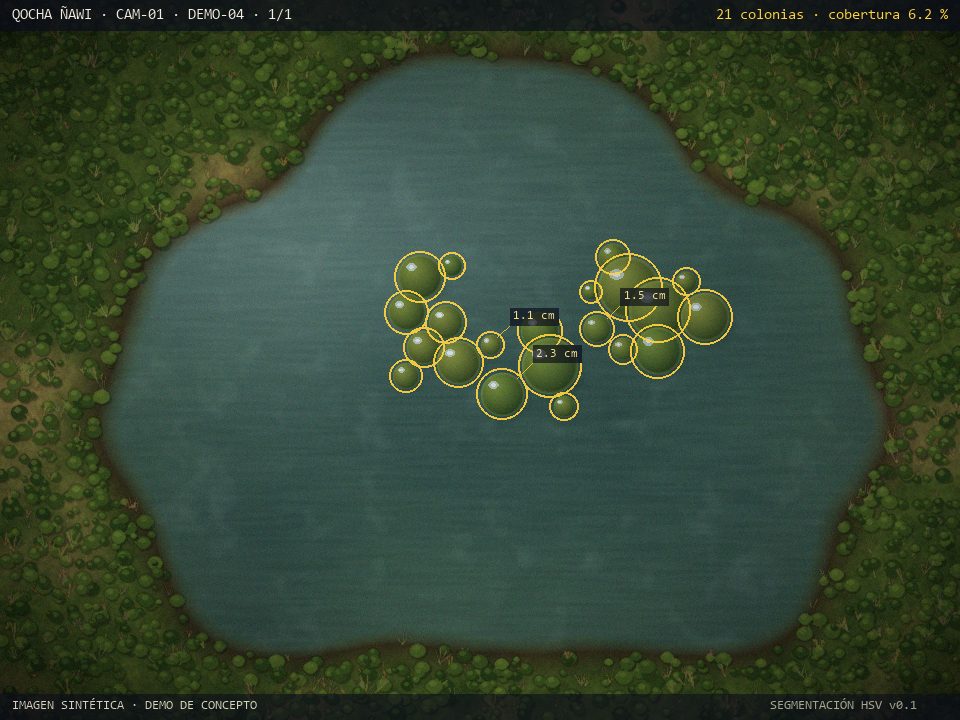 QOCHA ÑAWI · CAM-01 · DEMO-04 · 1/1
21 colonias · cobertura 6.2 %
1.5 cm
1.1 cm
2.3 cm
IMAGEN SINTÉTICA · DEMO DE CONCEPTO
SEGMENTACIÓN HSV v0.1